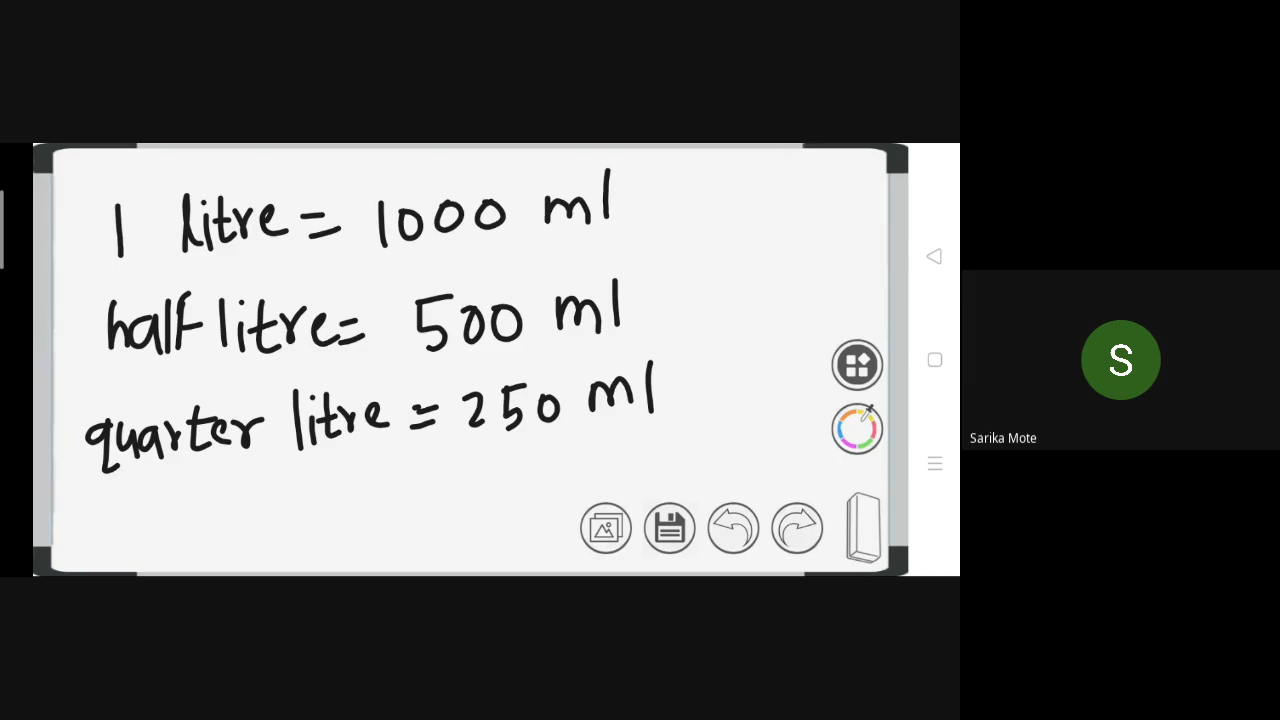 1 litre = 1000 ml
half litre = 500 ml
quarter litre = 250 ml
S
Sarika Mote